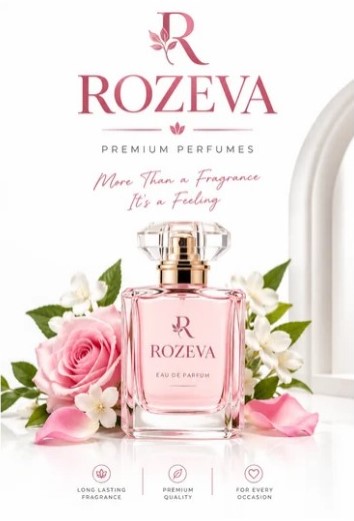 R
ROZEVA
PREMIUM PERFUMES
More Than a Fragrance
It's a Feeling
R
ROZEVA
EAU DE PARFUM
LONG LASTING
FRAGRANCE
PREMIUM
QUALITY
FOR EVERY
OCCASION